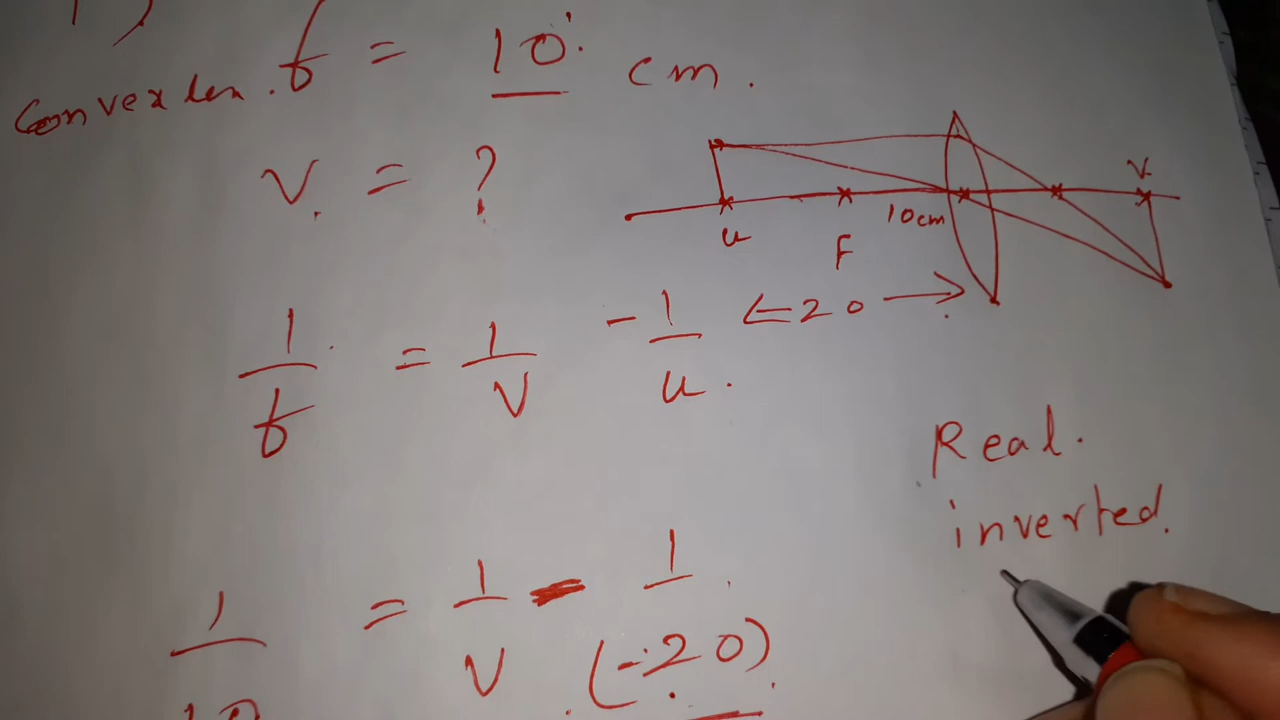 Convex len. f = 10 cm.
v = ?
v
10cm
u
F
← 20 →
1/f = 1/v - 1/u.
Real.
inverted.
1/10 = 1/v - 1/(-20)